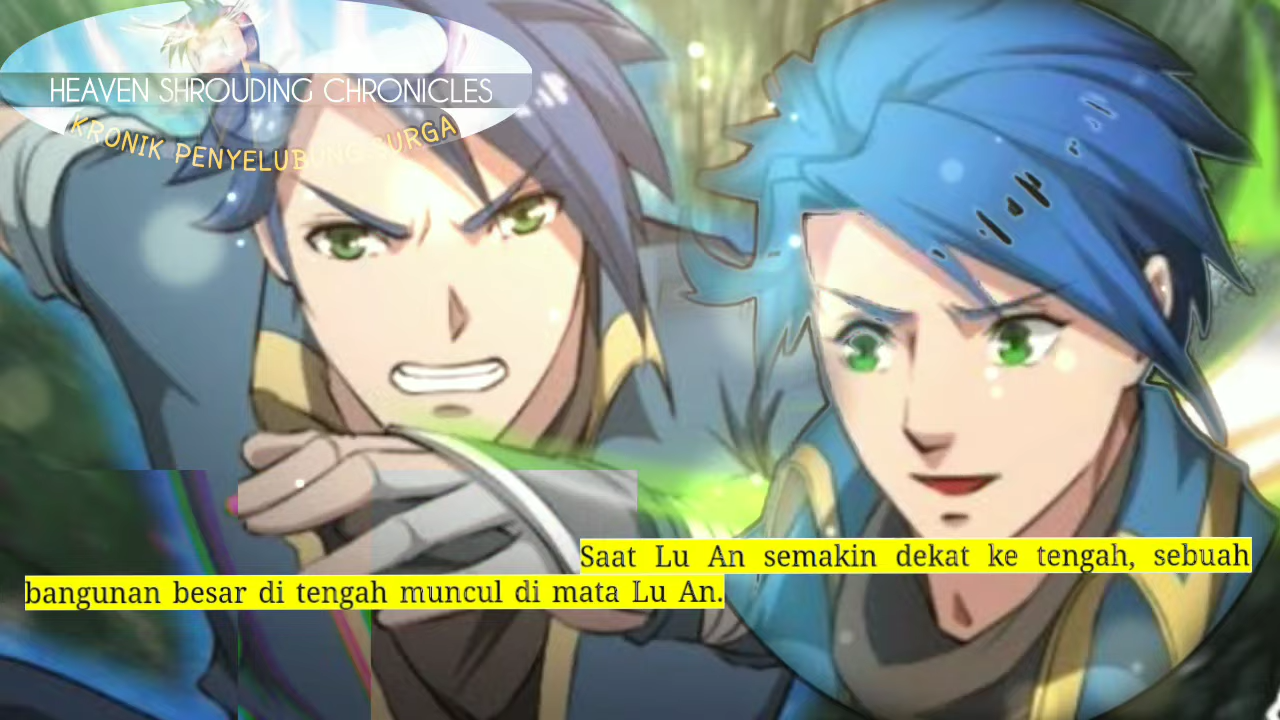 HEAVEN SHROUDING CHRONICLES
KRONIK PENYELUBUNG SURGA
Saat Lu An semakin dekat ke tengah, sebuah
bangunan besar di tengah muncul di mata Lu An.